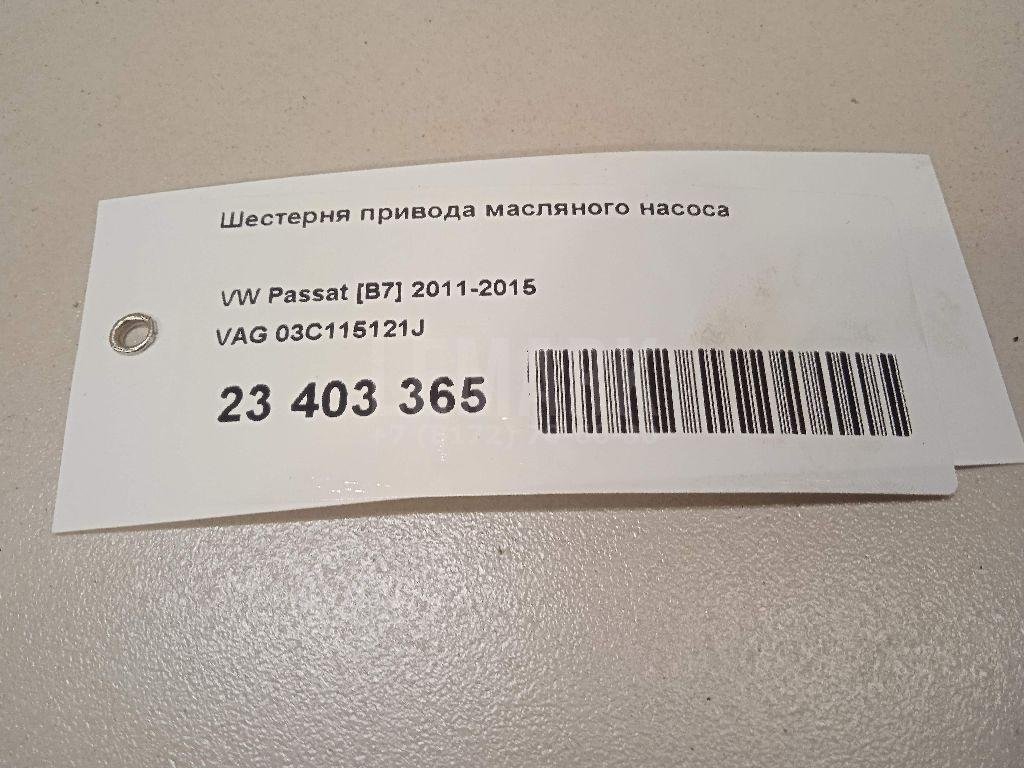 Шестерня привода масляного насоса
VW Passat [B7] 2011-2015
VAG 03C115121J
23 403 365